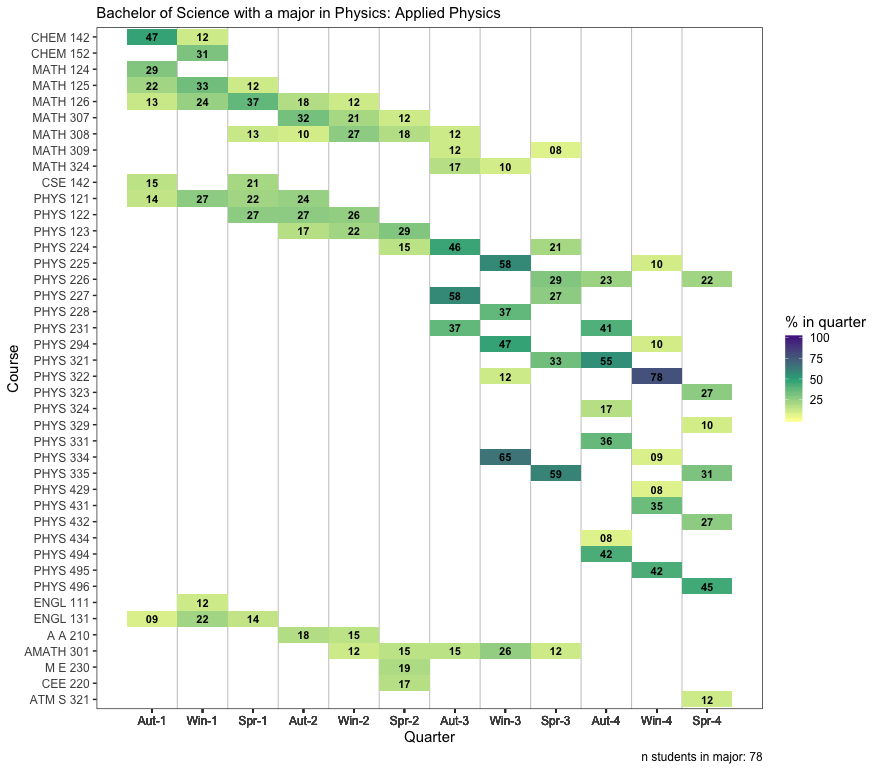 Bachelor of Science with a major in Physics: Applied Physics
CHEM 142 47 12
CHEM 152 31
MATH 124 29
MATH 125 22 33 12
MATH 126 13 24 37 18 12
MATH 307 32 21 12
MATH 308 13 10 27 18 12
MATH 309 12 08
MATH 324 17 10
CSE 142 15 21
PHYS 121 14 27 22 24
PHYS 122 27 27 26
PHYS 123 17 22 29
PHYS 224 15 46 21
PHYS 225 58 10
PHYS 226 29 23 22
PHYS 227 58 27
PHYS 228 37
PHYS 231 37 41
PHYS 294 47 10
PHYS 321 33 55
PHYS 322 12 78
PHYS 323 27
PHYS 324 17
PHYS 329 10
PHYS 331 36
PHYS 334 65 09
PHYS 335 59 31
PHYS 429 08
PHYS 431 35
PHYS 432 27
PHYS 434 08
PHYS 494 42
PHYS 495 42
PHYS 496 45
ENGL 111 12
ENGL 131 09 22 14
A A 210 18 15
AMATH 301 12 15 15 26 12
M E 230 19
CEE 220 17
ATM S 321 12
Aut-1 Win-1 Spr-1 Aut-2 Win-2 Spr-2 Aut-3 Win-3 Spr-3 Aut-4 Win-4 Spr-4
Quarter
Course
% in quarter
100
75
50
25
n students in major: 78